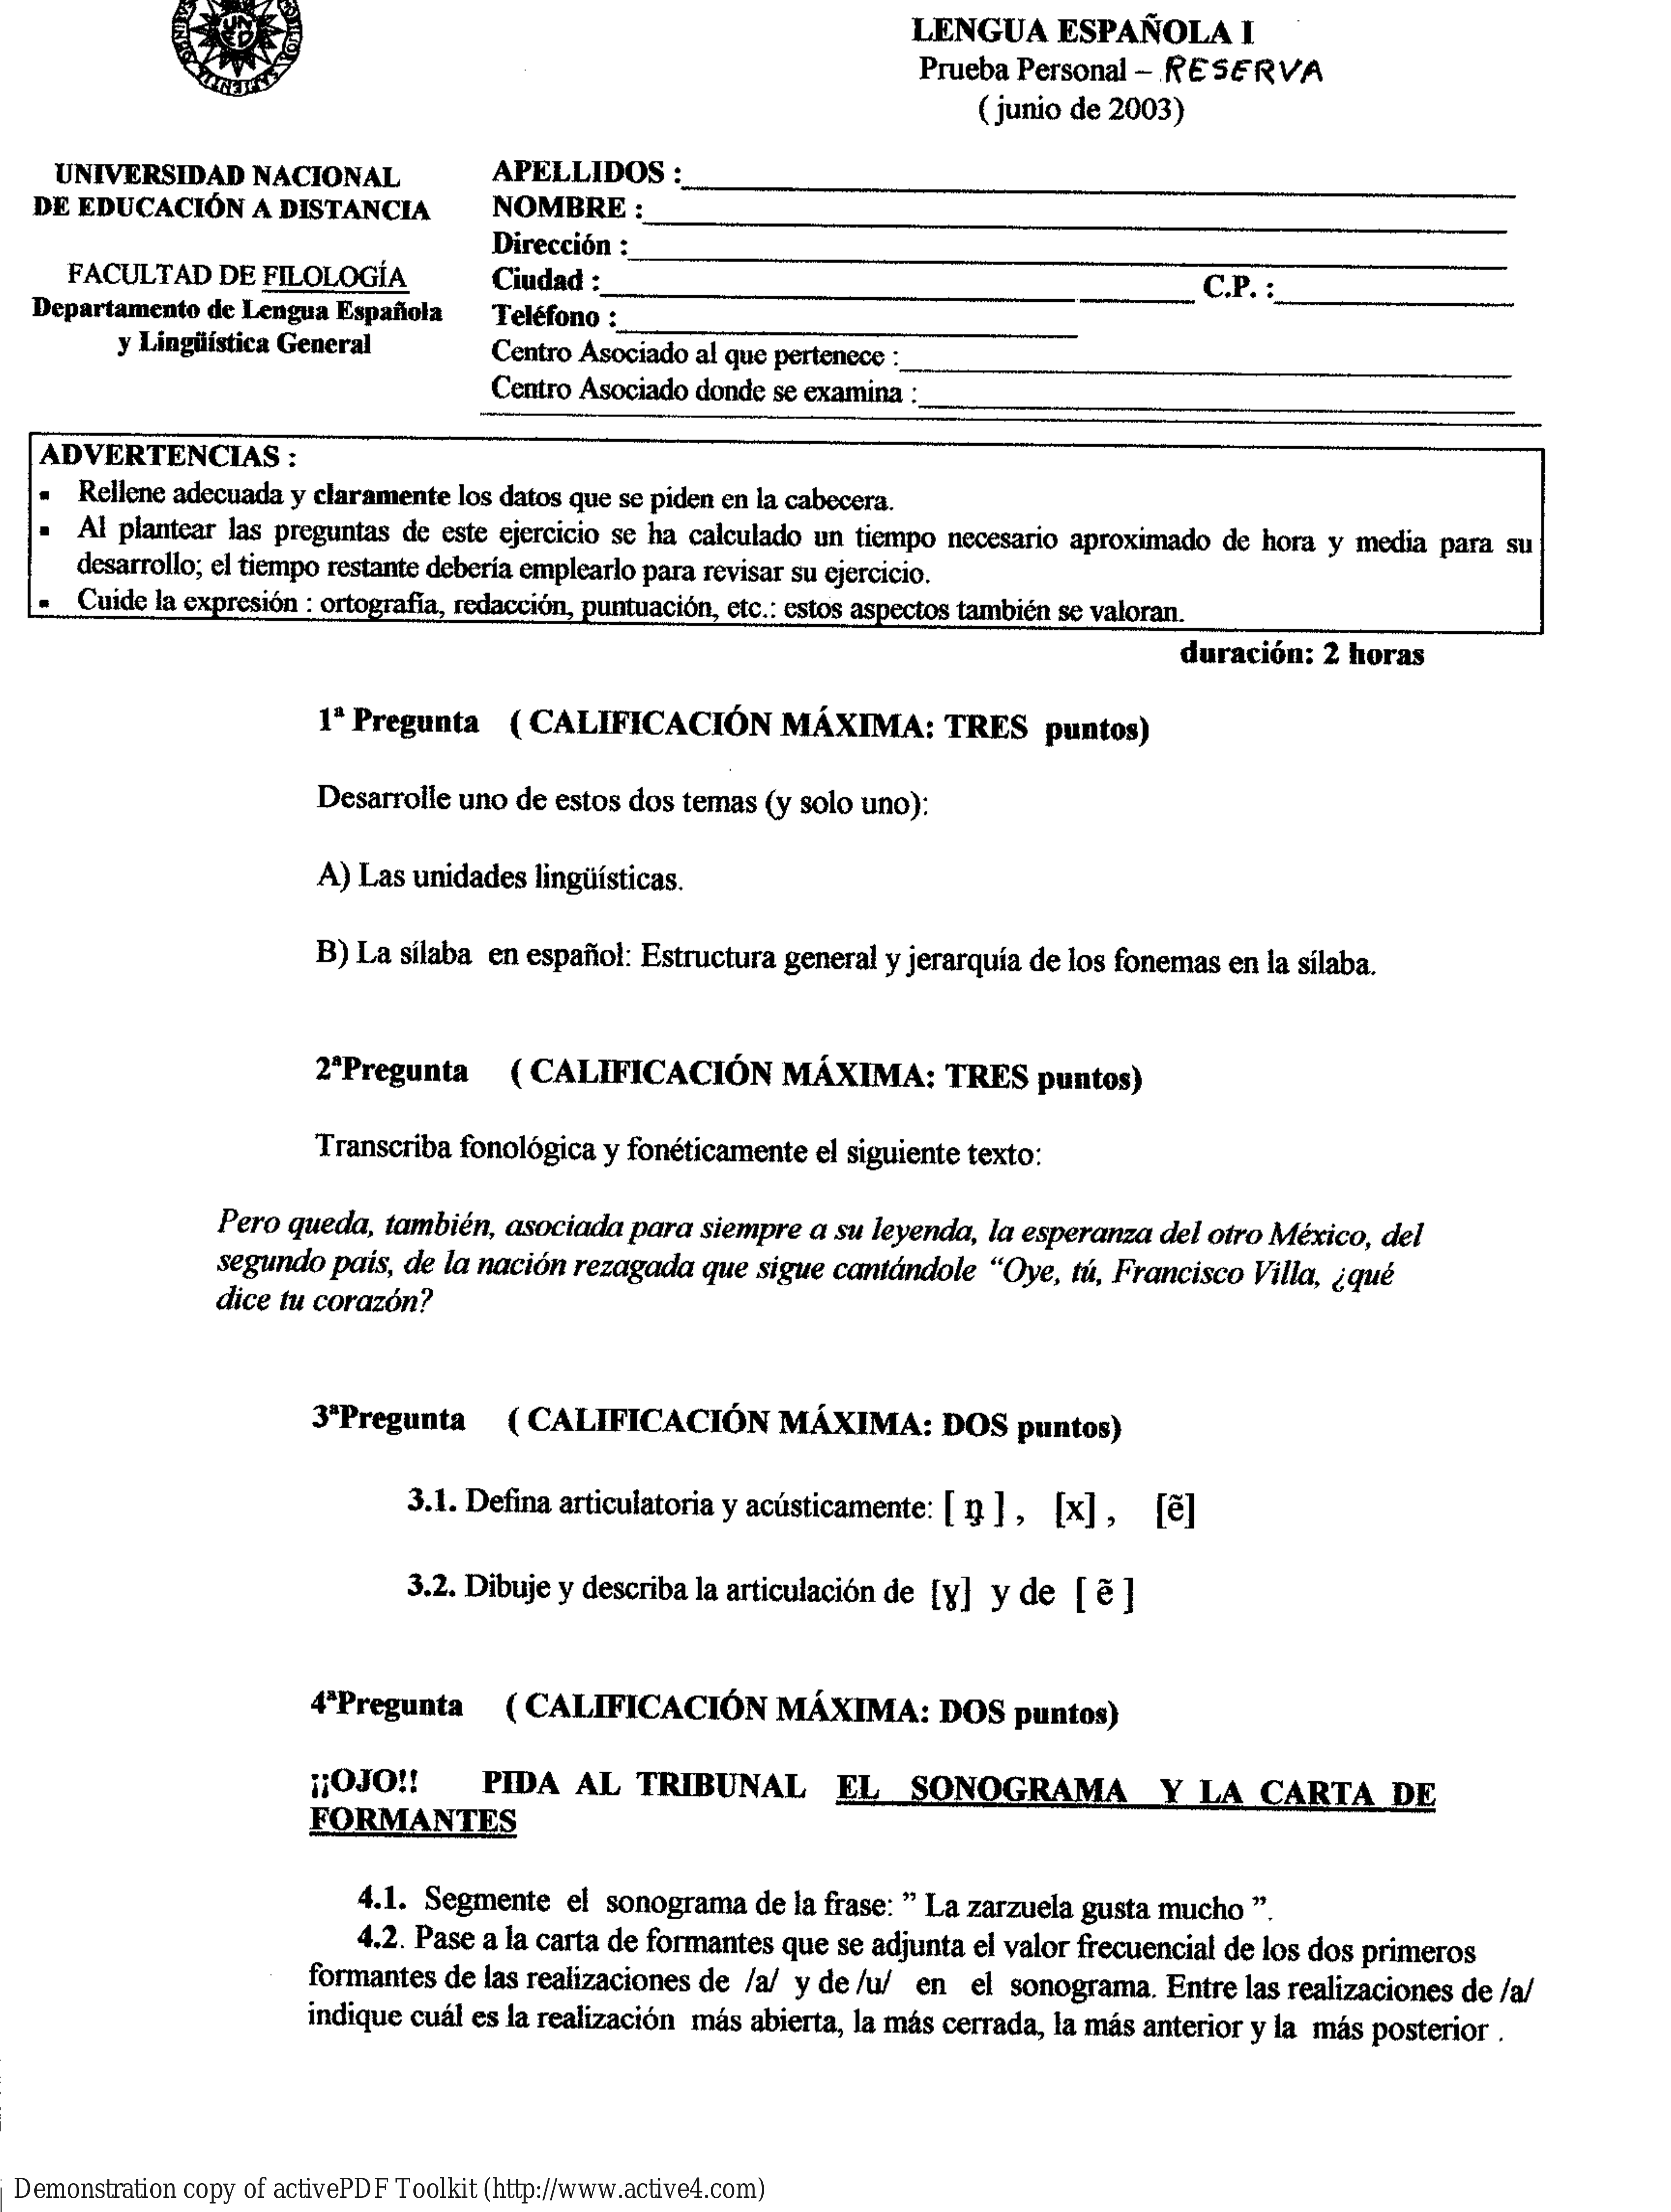 LENGUA ESPAÑOLA I
Prueba Personal – RESERVA
( junio de 2003)
UNIVERSIDAD NACIONAL
DE EDUCACIÓN A DISTANCIA
FACULTAD DE FILOLOGÍA
Departamento de Lengua Española
y Lingüística General
APELLIDOS :
NOMBRE :
Dirección :
Ciudad : C.P. :
Teléfono :
Centro Asociado al que pertenece :
Centro Asociado donde se examina :
ADVERTENCIAS :
▪ Rellene adecuada y claramente los datos que se piden en la cabecera.
▪ Al plantear las preguntas de este ejercicio se ha calculado un tiempo necesario aproximado de hora y media para su
desarrollo; el tiempo restante debería emplearlo para revisar su ejercicio.
▪ Cuide la expresión : ortografía, redacción, puntuación, etc.: estos aspectos también se valoran.
duración: 2 horas
1ª Pregunta ( CALIFICACIÓN MÁXIMA: TRES puntos)
Desarrolle uno de estos dos temas (y solo uno):
A) Las unidades lingüísticas.
B) La sílaba en español: Estructura general y jerarquía de los fonemas en la sílaba.
2ªPregunta ( CALIFICACIÓN MÁXIMA: TRES puntos)
Transcriba fonológica y fonéticamente el siguiente texto:
Pero queda, también, asociada para siempre a su leyenda, la esperanza del otro México, del
segundo país, de la nación rezagada que sigue cantándole “Oye, tú, Francisco Villa, ¿qué
dice tu corazón?
3ªPregunta ( CALIFICACIÓN MÁXIMA: DOS puntos)
3.1. Defina articulatoria y acústicamente: [ ], [x] , [ẽ]
3.2. Dibuje y describa la articulación de [ɣ] y de [ ẽ ]
4ªPregunta ( CALIFICACIÓN MÁXIMA: DOS puntos)
¡¡OJO!! PIDA AL TRIBUNAL EL SONOGRAMA Y LA CARTA DE
FORMANTES
4.1. Segmente el sonograma de la frase: ” La zarzuela gusta mucho ”.
4.2. Pase a la carta de formantes que se adjunta el valor frecuencial de los dos primeros
formantes de las realizaciones de /a/ y de /u/ en el sonograma. Entre las realizaciones de /a/
indique cuál es la realización más abierta, la más cerrada, la más anterior y la más posterior .
Demonstration copy of activePDF Toolkit (http://www.active4.com)